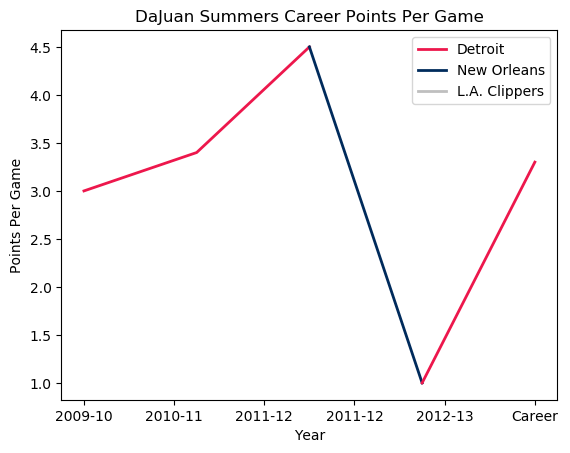 DaJuan Summers Career Points Per Game
4.5
4.0
3.5
3.0
2.5
2.0
1.5
1.0
Points Per Game
Detroit
New Orleans
L.A. Clippers
2009-10 2010-11 2011-12 2011-12 2012-13 Career
Year